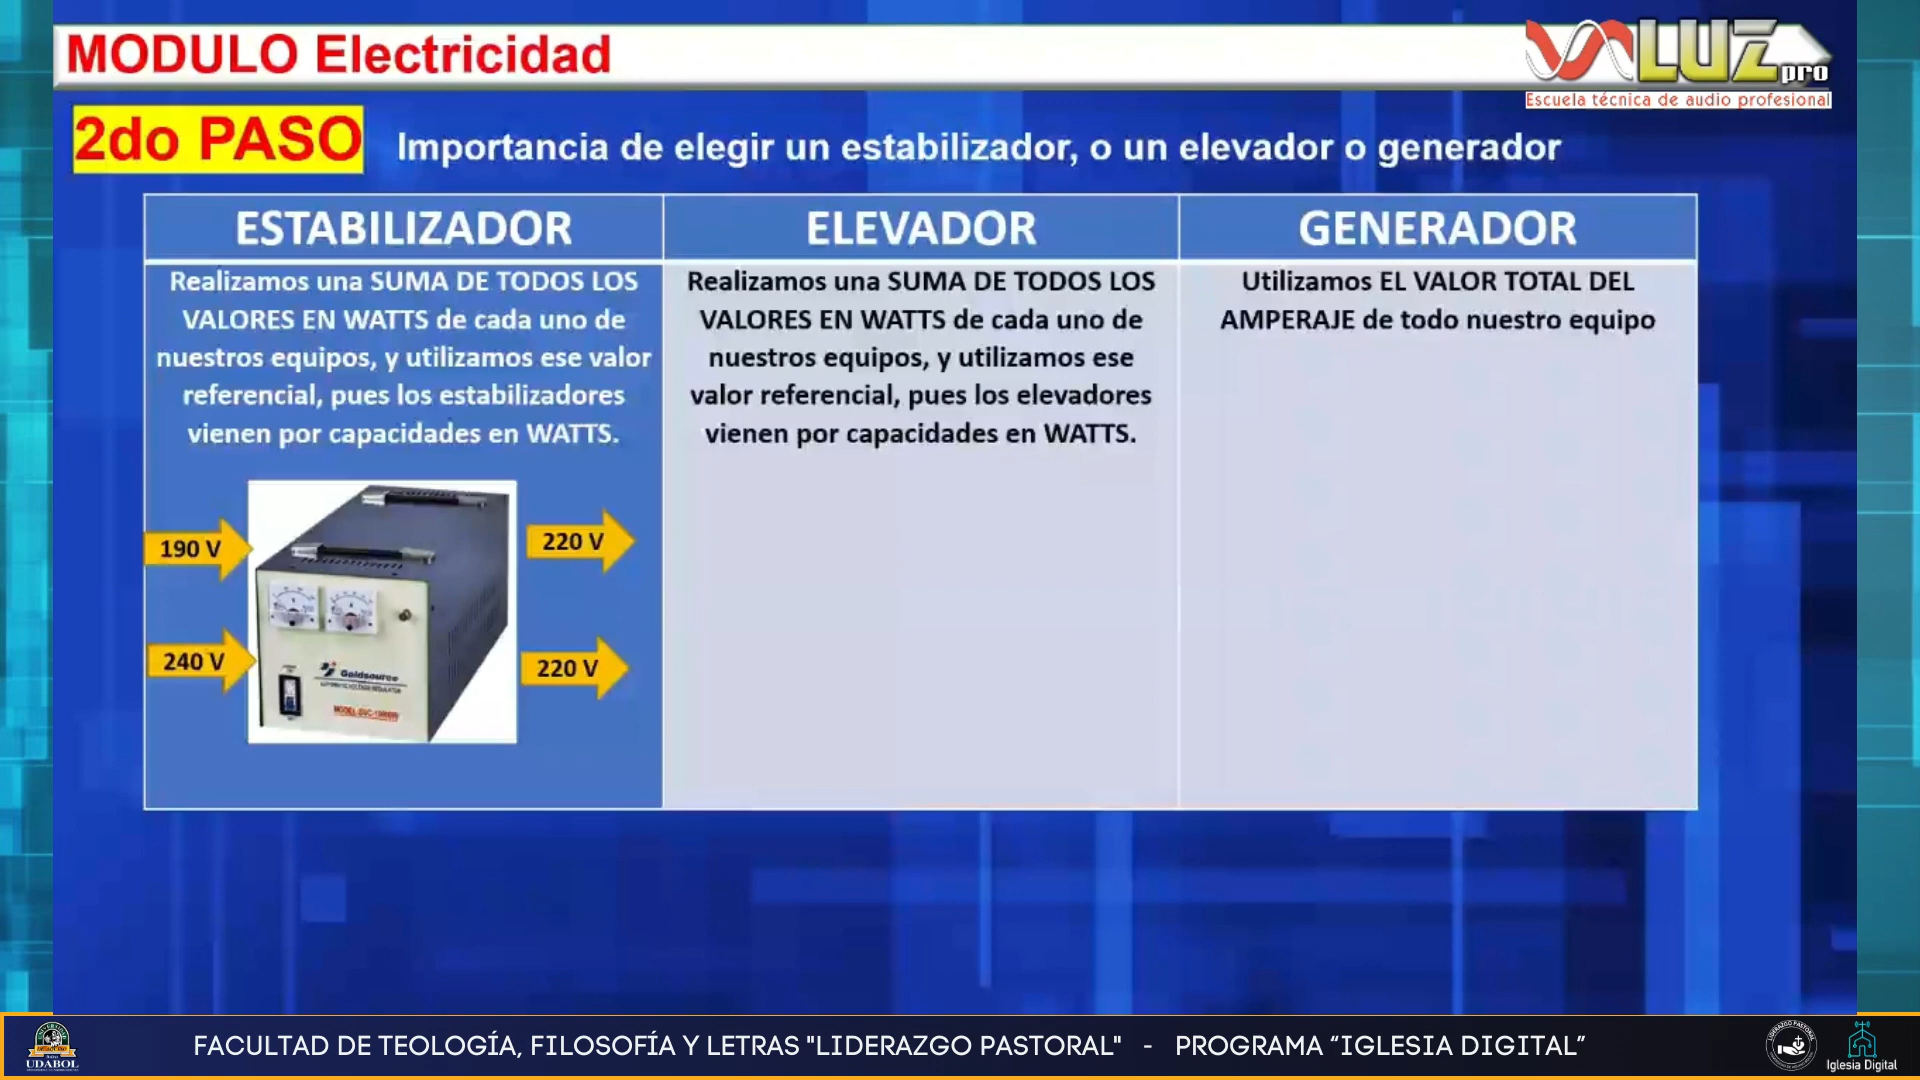 MODULO Electricidad
VALUZ pro
Escuela técnica de audio profesional
2do PASO
Importancia de elegir un estabilizador, o un elevador o generador
ESTABILIZADOR
Realizamos una SUMA DE TODOS LOS
VALORES EN WATTS de cada uno de
nuestros equipos, y utilizamos ese valor
referencial, pues los estabilizadores
vienen por capacidades en WATTS.
190 V
220 V
240 V
220 V
Goldsource
ELEVADOR
Realizamos una SUMA DE TODOS LOS
VALORES EN WATTS de cada uno de
nuestros equipos, y utilizamos ese
valor referencial, pues los elevadores
vienen por capacidades en WATTS.
GENERADOR
Utilizamos EL VALOR TOTAL DEL
AMPERAJE de todo nuestro equipo
UDABOL
FACULTAD DE TEOLOGÍA, FILOSOFÍA Y LETRAS "LIDERAZGO PASTORAL" - PROGRAMA “IGLESIA DIGITAL”
LIDERAZGO PASTORAL
Iglesia Digital